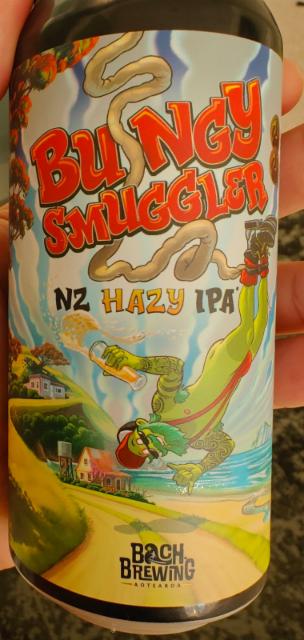 BUNGY
SMUGGLER
NZ HAZY IPA
BACH
BREWING
AOTEAROA